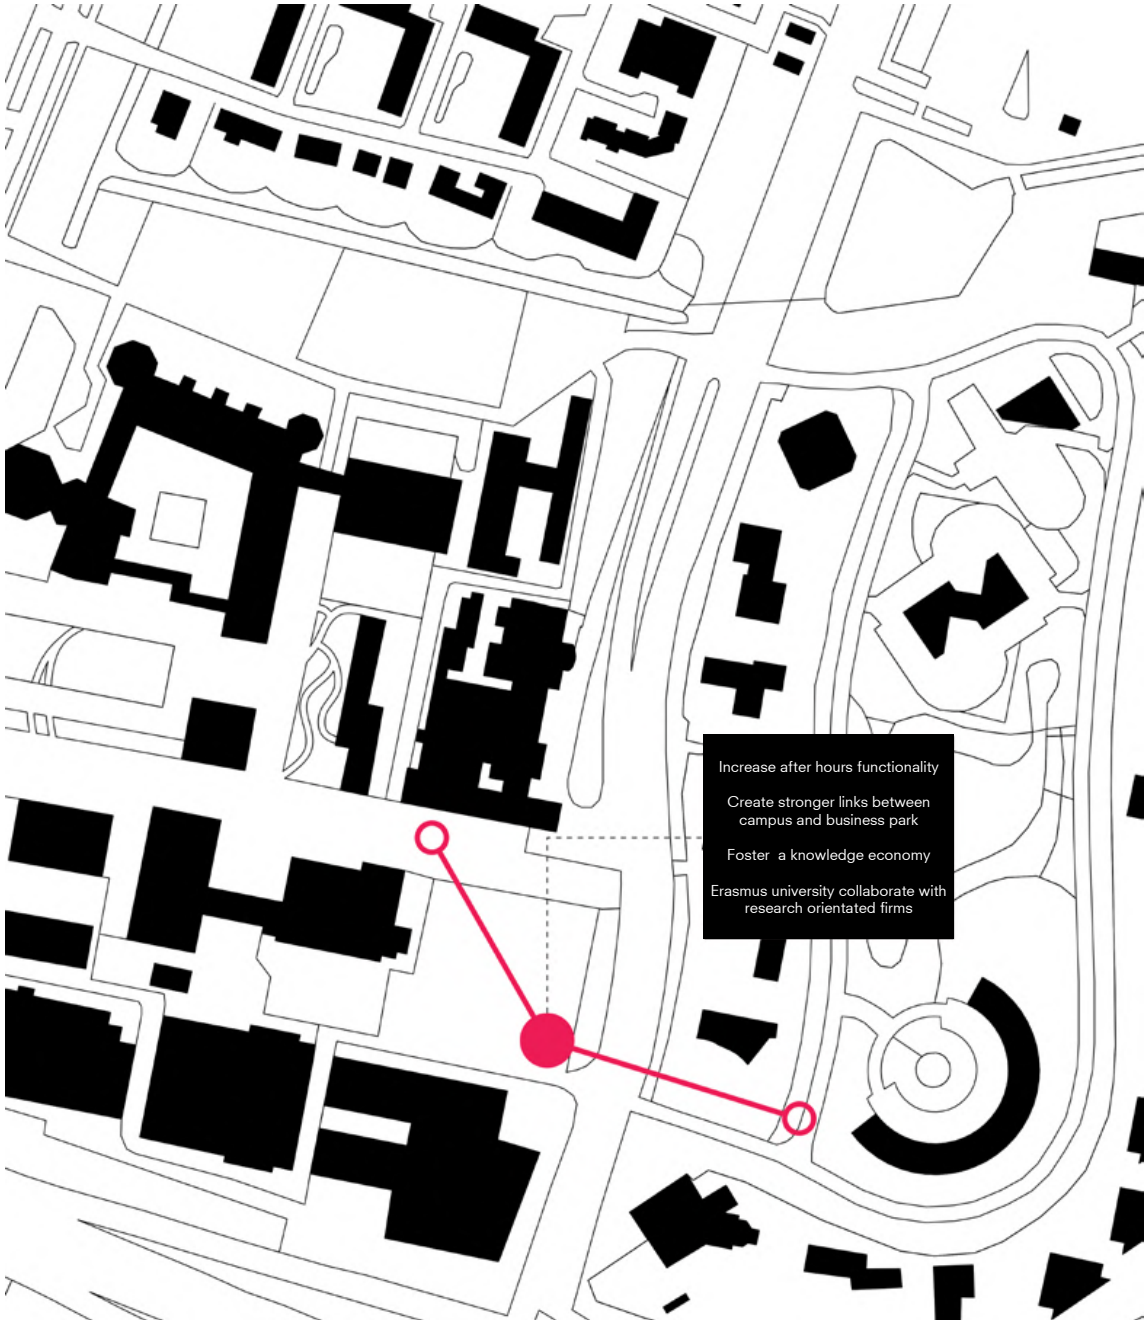 Increase after hours functionality
Create stronger links between
campus and business park
Foster  a knowledge economy
Erasmus university collaborate with
research orientated firms